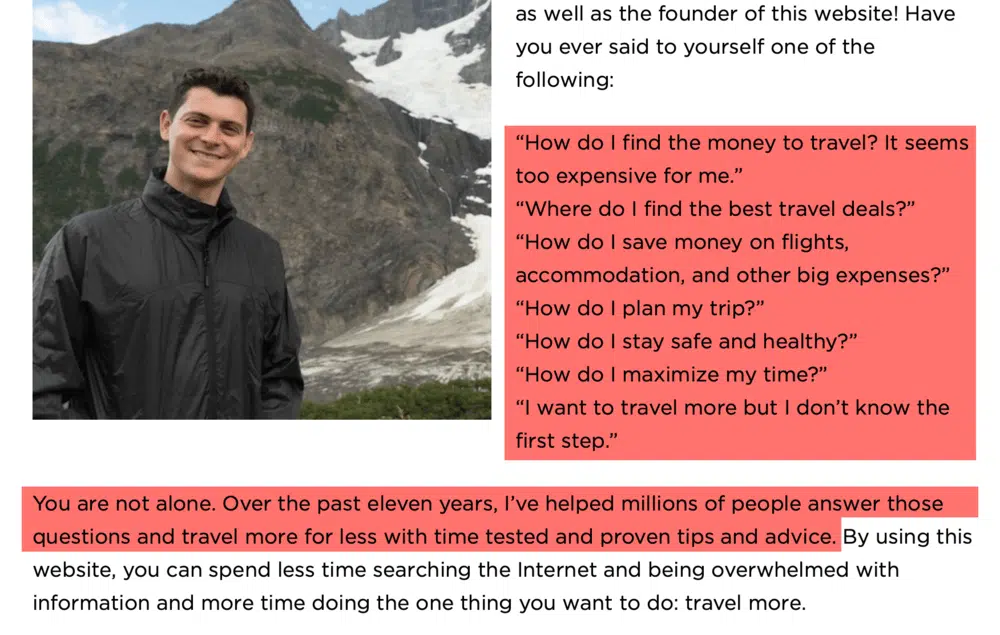 as well as the founder of this website! Have
you ever said to yourself one of the
following:
“How do I find the money to travel? It seems
too expensive for me.”
“Where do I find the best travel deals?”
“How do I save money on flights,
accommodation, and other big expenses?”
“How do I plan my trip?”
“How do I stay safe and healthy?”
“How do I maximize my time?”
“I want to travel more but I don’t know the
first step.”
You are not alone. Over the past eleven years, I’ve helped millions of people answer those
questions and travel more for less with time tested and proven tips and advice. By using this
website, you can spend less time searching the Internet and being overwhelmed with
information and more time doing the one thing you want to do: travel more.